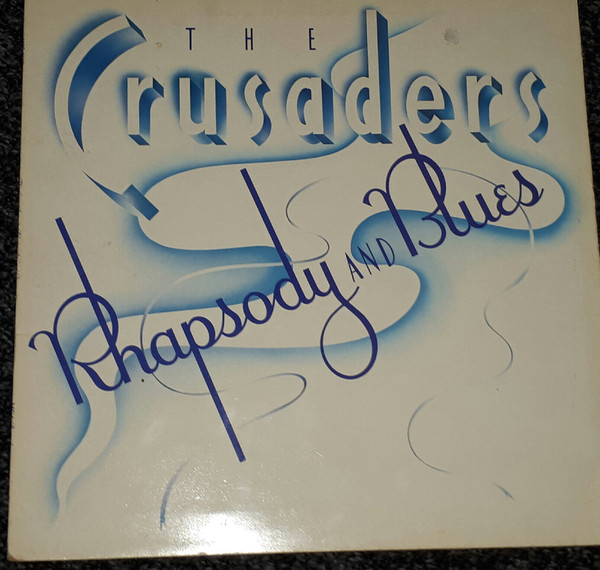 THE
Crusaders
Rhapsody AND Blues